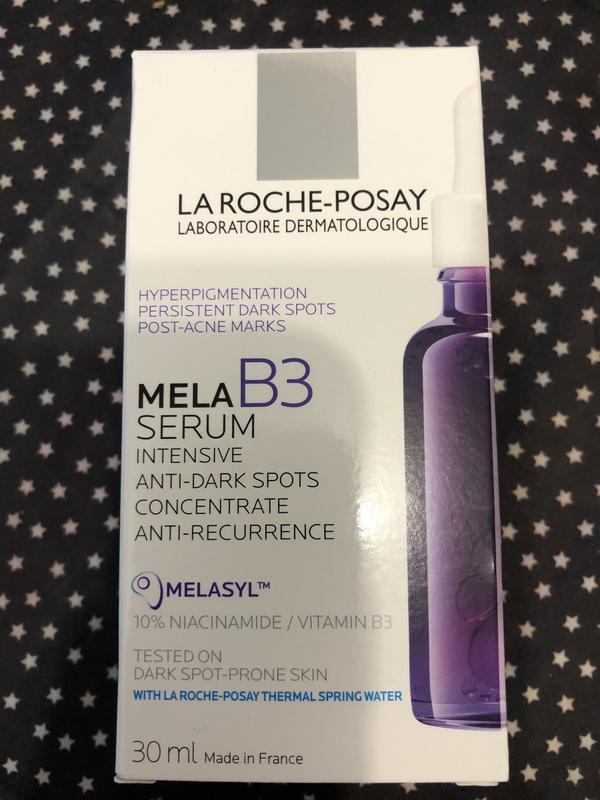 LA ROCHE-POSAY
LABORATOIRE DERMATOLOGIQUE
HYPERPIGMENTATION
PERSISTENT DARK SPOTS
POST-ACNE MARKS
MELA B3
SERUM
INTENSIVE
ANTI-DARK SPOTS
CONCENTRATE
ANTI-RECURRENCE
MELASYL™
10% NIACINAMIDE / VITAMIN B3
TESTED ON
DARK SPOT-PRONE SKIN
WITH LA ROCHE-POSAY THERMAL SPRING WATER
30 ml Made in France